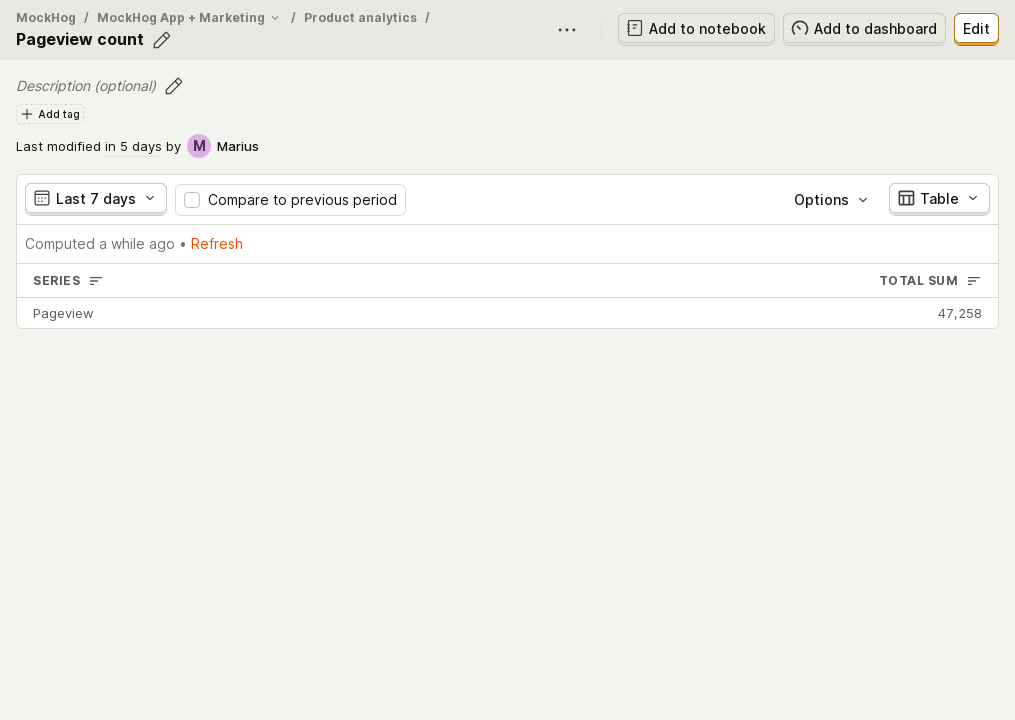 MockHog / MockHog App + Marketing / Product analytics /
Pageview count
Add to notebook
Add to dashboard
Edit
Description (optional)
Add tag
Last modified in 5 days by M Marius
Last 7 days
Compare to previous period
Options
Table
Computed a while ago • Refresh
SERIES
TOTAL SUM
Pageview
47,258